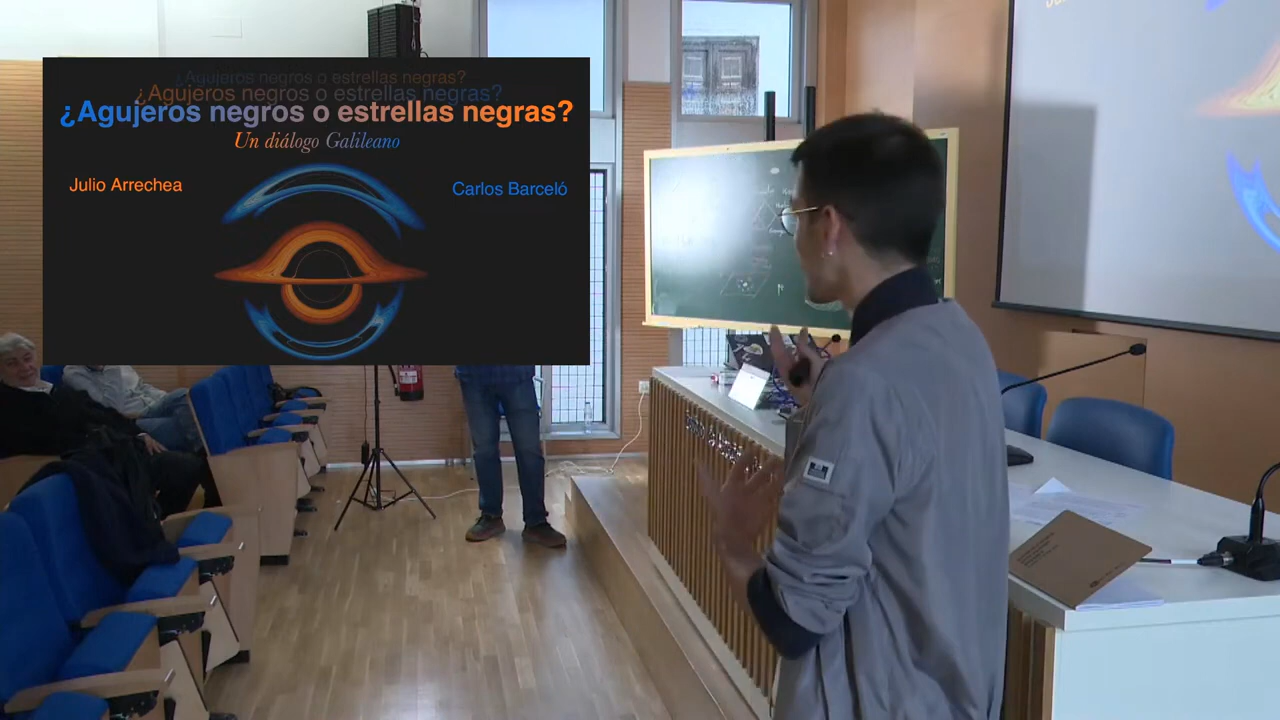 ¿Agujeros negros o estrellas negras?
¿Agujeros negros o estrellas negras?
¿Agujeros negros o estrellas negras?
Un diálogo Galileano
Julio Arrechea
Carlos Barceló